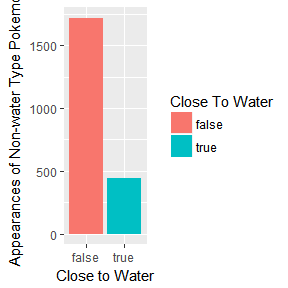 Appearances of Non-water Type Pokemo
1500
1000
500
0
false
true
Close to Water
Close To Water
false
true